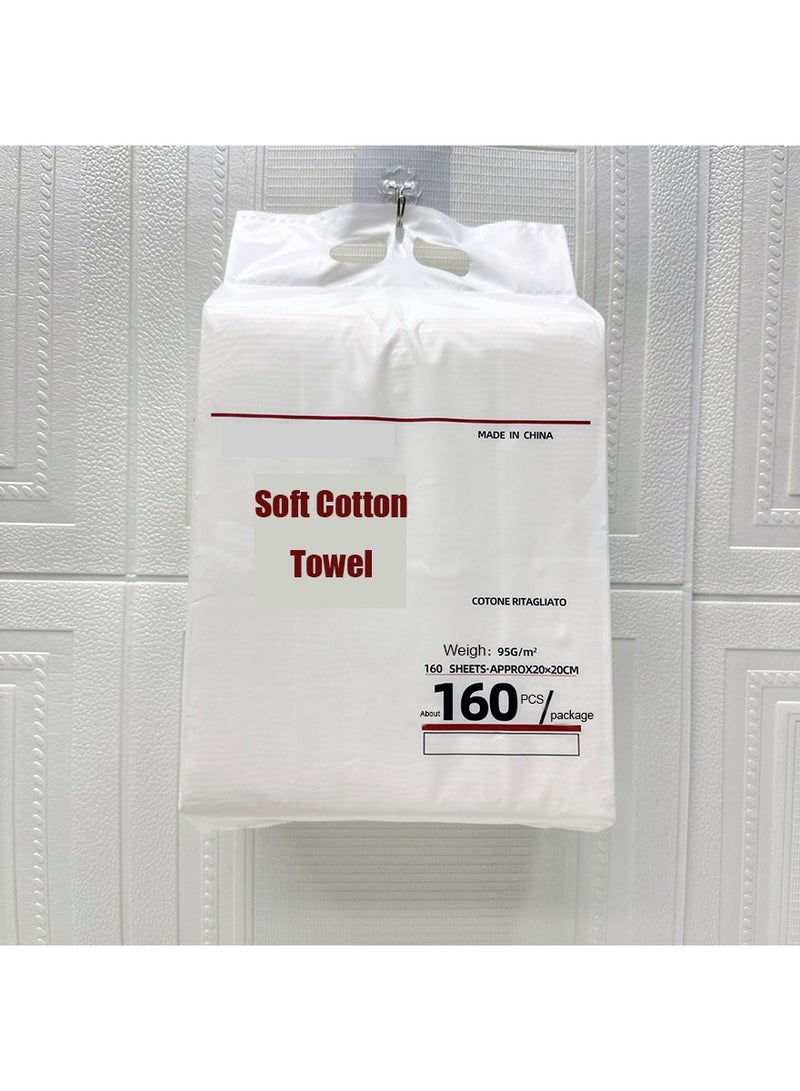 MADE IN CHINA
Soft Cotton
Towel
COTONE RITAGLIATO
Weigh: 95G/m²
160 SHEETS·APPROX20×20CM
About 160 PCS/package